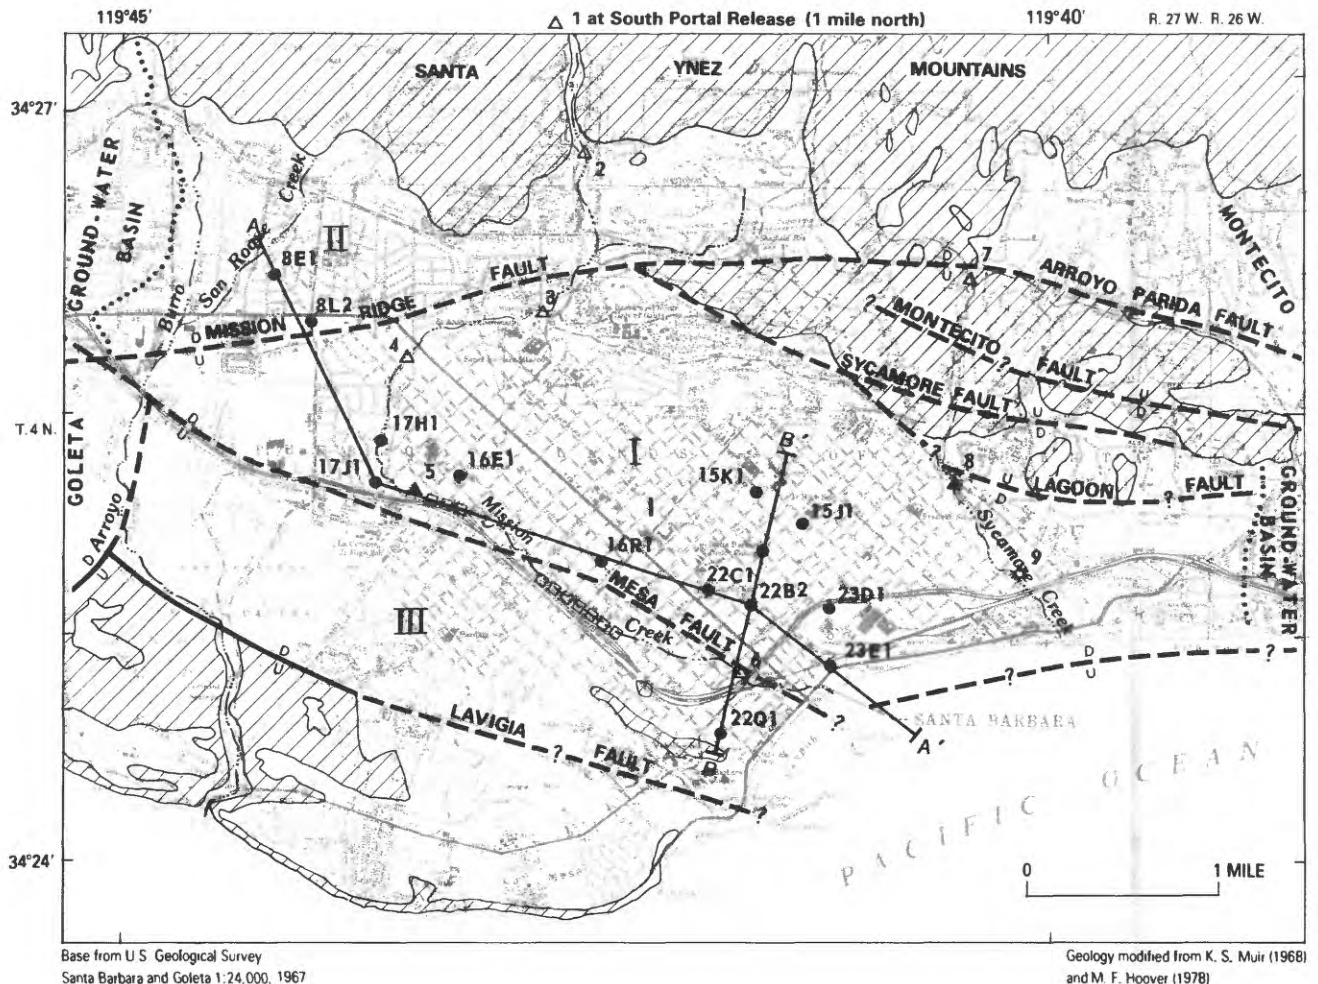 119°45′
△ 1 at South Portal Release (1 mile north)
119°40′
R. 27 W. R. 26 W.
SANTA YNEZ MOUNTAINS
34°27′
GROUND-WATER
BASIN
Creek
San Roque
Burro
A
II
8E1
8L2
2
3
4
7
MISSION RIDGE FAULT
D
U
D
U
ARROYO PARIDA FAULT
MONTECITO
? MONTECITO ? FAULT
SYCAMORE FAULT
U
D
U
D
T. 4 N.
GOLETA
D
U
Arroyo
D
U
17H1
17J1
5
16E1
I
B'
15K1
15J1
?
8
U
D
LAGOON ? FAULT
GROUND-WATER
BASIN
Mission
16R1
MESA
FAULT
Creek
22C1
22B2
23D1
23E1
Sycamore
Creek
9
III
D
U
6
?
?
D
U
?
LAVIGIA ? FAULT
?
22Q1
B
A'
SANTA BARBARA
PACIFIC OCEAN
34°24′
0 1 MILE
Base from U.S. Geological Survey
Santa Barbara and Goleta 1:24,000, 1967
Geology modified from K. S. Muir (1968)
and M. F. Hoover (1978)